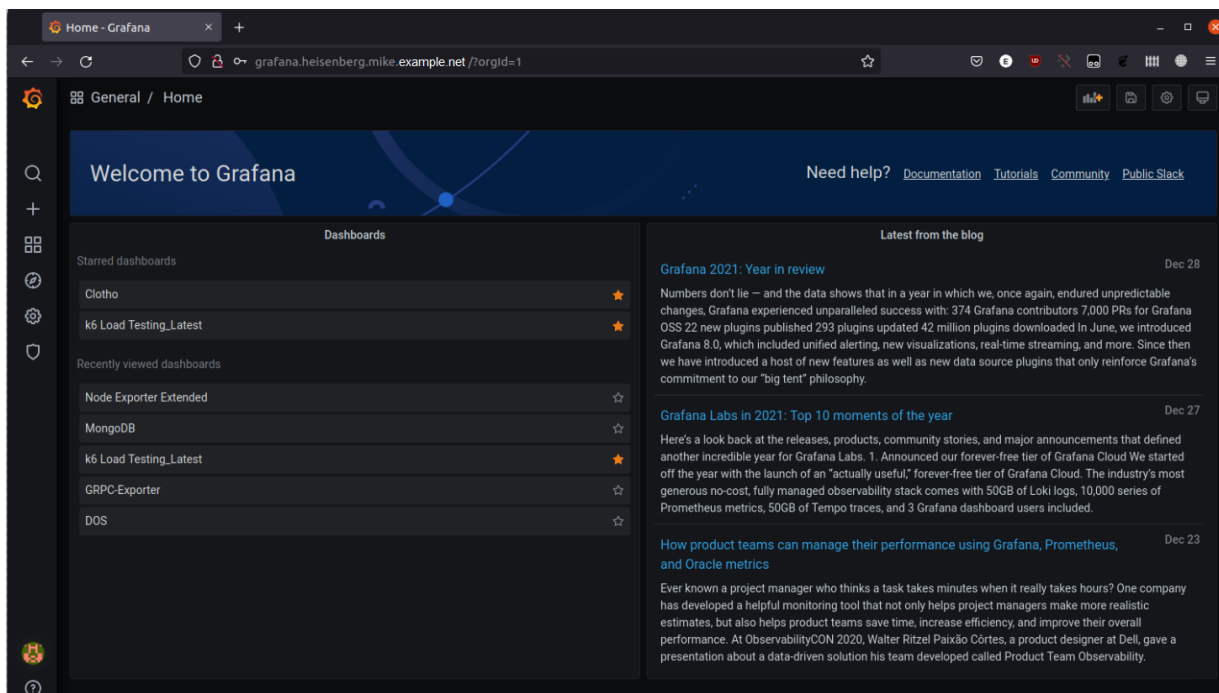 Home - Grafana
grafana.heisenberg.mike.example.net/?orgId=1
General / Home
Welcome to Grafana
Need help? Documentation Tutorials Community Public Slack
Dashboards
Starred dashboards
Clotho
k6 Load Testing_Latest
Recently viewed dashboards
Node Exporter Extended
MongoDB
k6 Load Testing_Latest
GRPC-Exporter
DOS
Latest from the blog
Grafana 2021: Year in review
Dec 28
Numbers don't lie — and the data shows that in a year in which we, once again, endured unpredictable
changes, Grafana experienced unparalleled success with: 374 Grafana contributors 7,000 PRs for Grafana
OSS 22 new plugins published 293 plugins updated 42 million plugins downloaded In June, we introduced
Grafana 8.0, which included unified alerting, new visualizations, real-time streaming, and more. Since then
we have introduced a host of new features as well as new data source plugins that only reinforce Grafana's
commitment to our “big tent” philosophy.
Grafana Labs in 2021: Top 10 moments of the year
Dec 27
Here's a look back at the releases, products, community stories, and major announcements that defined
another incredible year for Grafana Labs. 1. Announced our forever-free tier of Grafana Cloud We started
off the year with the launch of an “actually useful,” forever-free tier of Grafana Cloud. The industry's most
generous no-cost, fully managed observability stack comes with 50GB of Loki logs, 10,000 series of
Prometheus metrics, 50GB of Tempo traces, and 3 Grafana dashboard users included.
How product teams can manage their performance using Grafana, Prometheus,
and Oracle metrics
Dec 23
Ever known a project manager who thinks a task takes minutes when it really takes hours? One company
has developed a helpful monitoring tool that not only helps project managers make more realistic
estimates, but also helps product teams save time, increase efficiency, and improve their overall
performance. At ObservabilityCON 2020, Walter Ritzel Paixão Côrtes, a product designer at Dell, gave a
presentation about a data-driven solution his team developed called Product Team Observability.